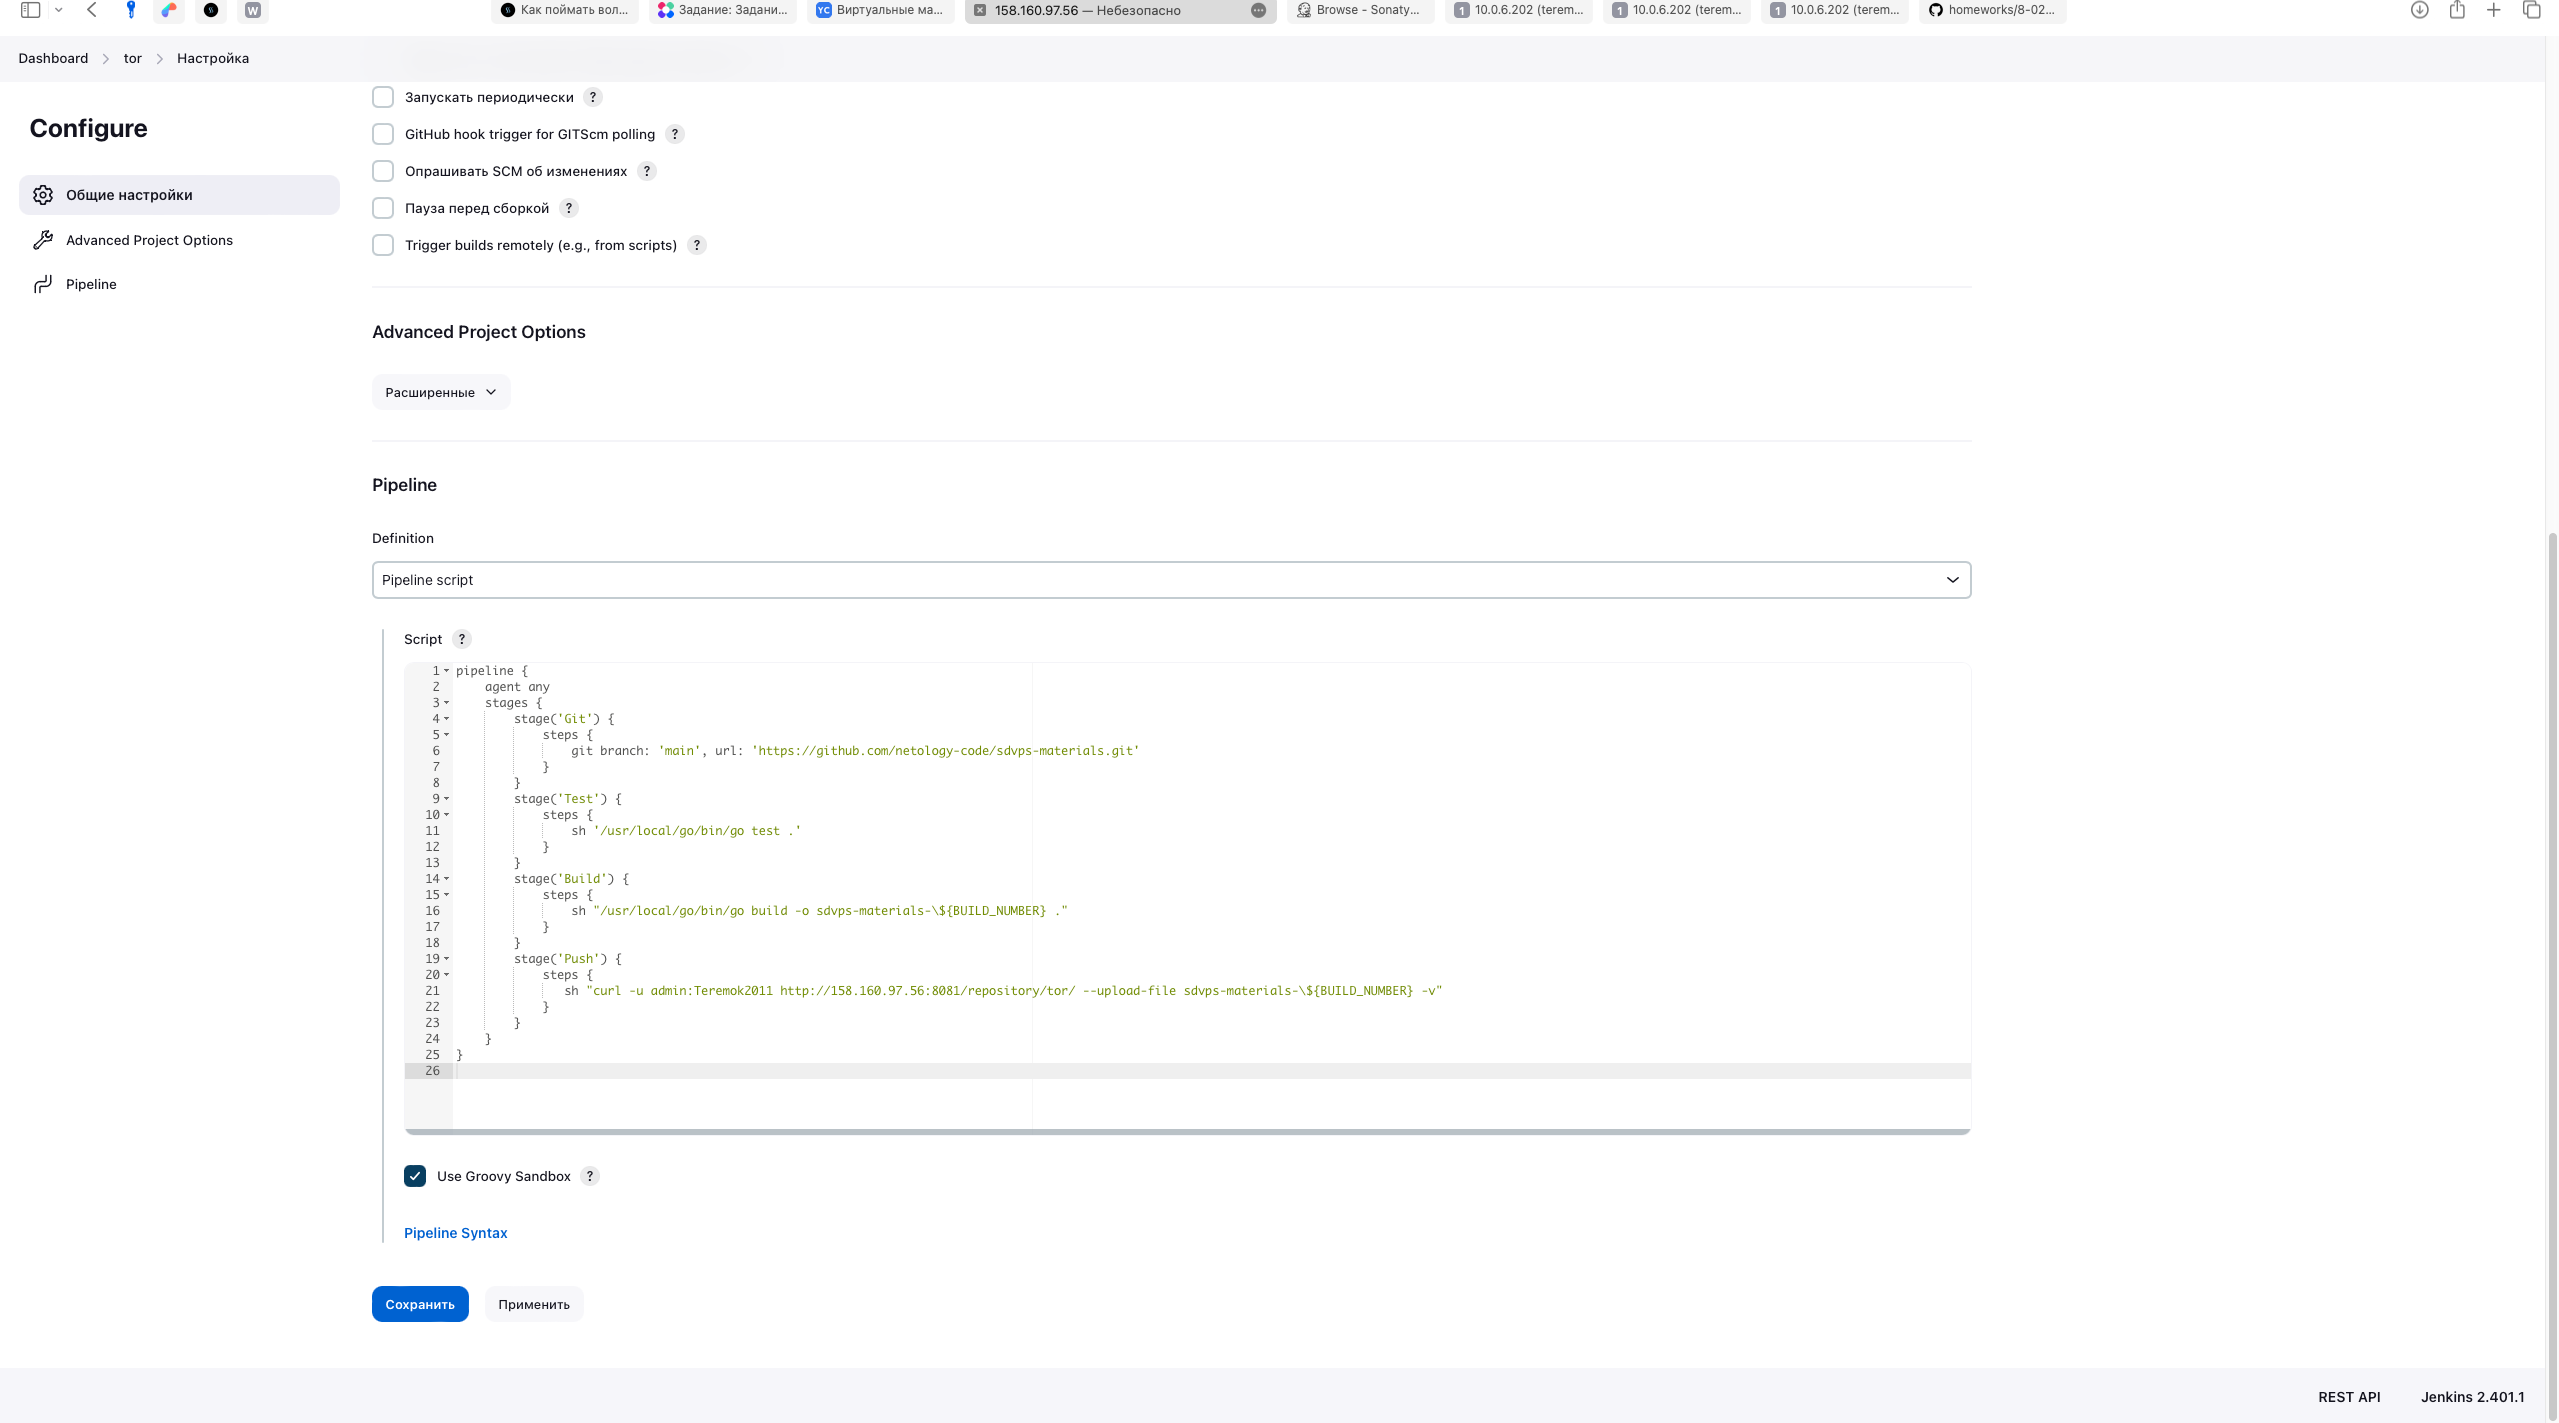 W
Как поймать вол...
Задание: Задани...
YC Виртуальные ма...
158.160.97.56 — Небезопасно
Browse - Sonaty...
1 10.0.6.202 (terem...
1 10.0.6.202 (terem...
1 10.0.6.202 (terem...
homeworks/8-02...
Dashboard > tor > Настройка
Configure
Общие настройки
Advanced Project Options
Pipeline
Запускать периодически ?
GitHub hook trigger for GITScm polling ?
Опрашивать SCM об изменениях ?
Пауза перед сборкой ?
Trigger builds remotely (e.g., from scripts) ?
Advanced Project Options
Расширенные
Pipeline
Definition
Pipeline script
Script ?
1 pipeline {
2     agent any
3     stages {
4         stage('Git') {
5             steps {
6                 git branch: 'main', url: 'https://github.com/netology-code/sdvps-materials.git'
7             }
8         }
9         stage('Test') {
10             steps {
11                 sh '/usr/local/go/bin/go test .'
12             }
13         }
14         stage('Build') {
15             steps {
16                 sh "/usr/local/go/bin/go build -o sdvps-materials-\${BUILD_NUMBER} ."
17             }
18         }
19         stage('Push') {
20             steps {
21                sh "curl -u admin:Teremok2011 http://158.160.97.56:8081/repository/tor/ --upload-file sdvps-materials-\${BUILD_NUMBER} -v"
22             }
23         }
24     }
25 }
26
Use Groovy Sandbox ?
Pipeline Syntax
Сохранить
Применить
REST API
Jenkins 2.401.1